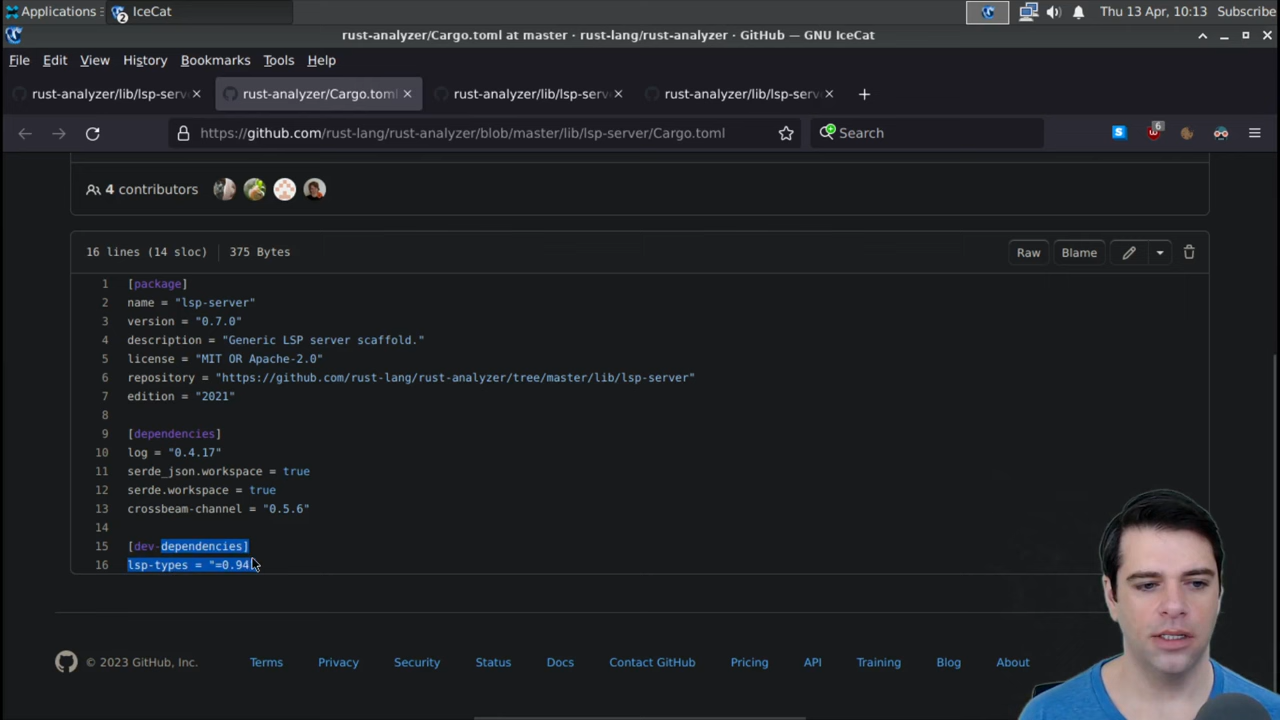 Applications
2 IceCat
Thu 13 Apr, 10:13 Subscribe
rust-analyzer/Cargo.toml at master · rust-lang/rust-analyzer · GitHub — GNU IceCat
File Edit View History Bookmarks Tools Help
rust-analyzer/lib/lsp-serv
rust-analyzer/Cargo.toml
rust-analyzer/lib/lsp-serv
rust-analyzer/lib/lsp-serv
https://github.com/rust-lang/rust-analyzer/blob/master/lib/lsp-server/Cargo.toml
Search
S
6
4 contributors
16 lines (14 sloc) 375 Bytes
Raw Blame
1 [package]
2 name = "lsp-server"
3 version = "0.7.0"
4 description = "Generic LSP server scaffold."
5 license = "MIT OR Apache-2.0"
6 repository = "https://github.com/rust-lang/rust-analyzer/tree/master/lib/lsp-server"
7 edition = "2021"
8
9 [dependencies]
10 log = "0.4.17"
11 serde_json.workspace = true
12 serde.workspace = true
13 crossbeam-channel = "0.5.6"
14
15 [dev-dependencies]
16 lsp-types = "=0.94
© 2023 GitHub, Inc. Terms Privacy Security Status Docs Contact GitHub Pricing API Training Blog About